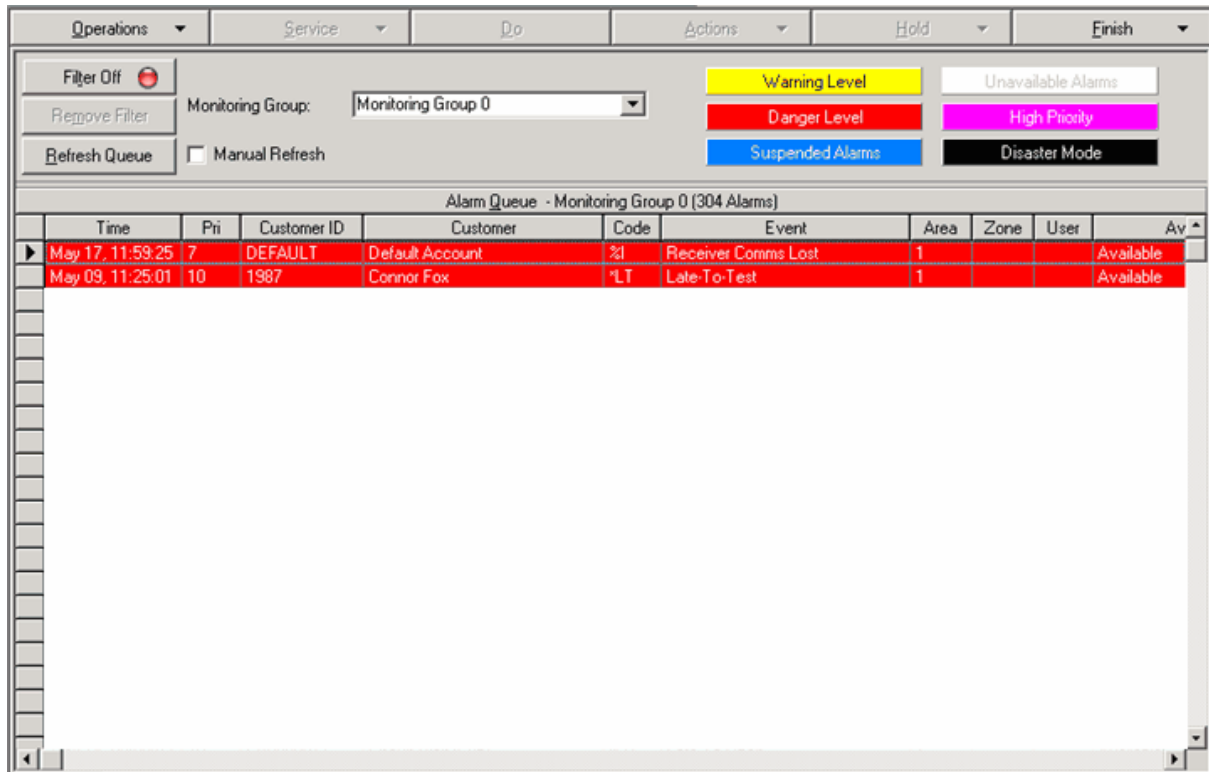 Operations Service Do Actions Hold Finish
Filter Off
Remove Filter
Refresh Queue
Monitoring Group: Monitoring Group 0
Manual Refresh
Warning Level Unavailable Alarms
Danger Level High Priority
Suspended Alarms Disaster Mode
Alarm Queue - Monitoring Group 0 (304 Alarms)
Time Pri Customer ID Customer Code Event Area Zone User Av
May 17, 11:59:25 7 DEFAULT Default Account %I Receiver Comms Lost 1 Available
May 09, 11:25:01 10 1987 Connor Fox *LT Late-To-Test 1 Available